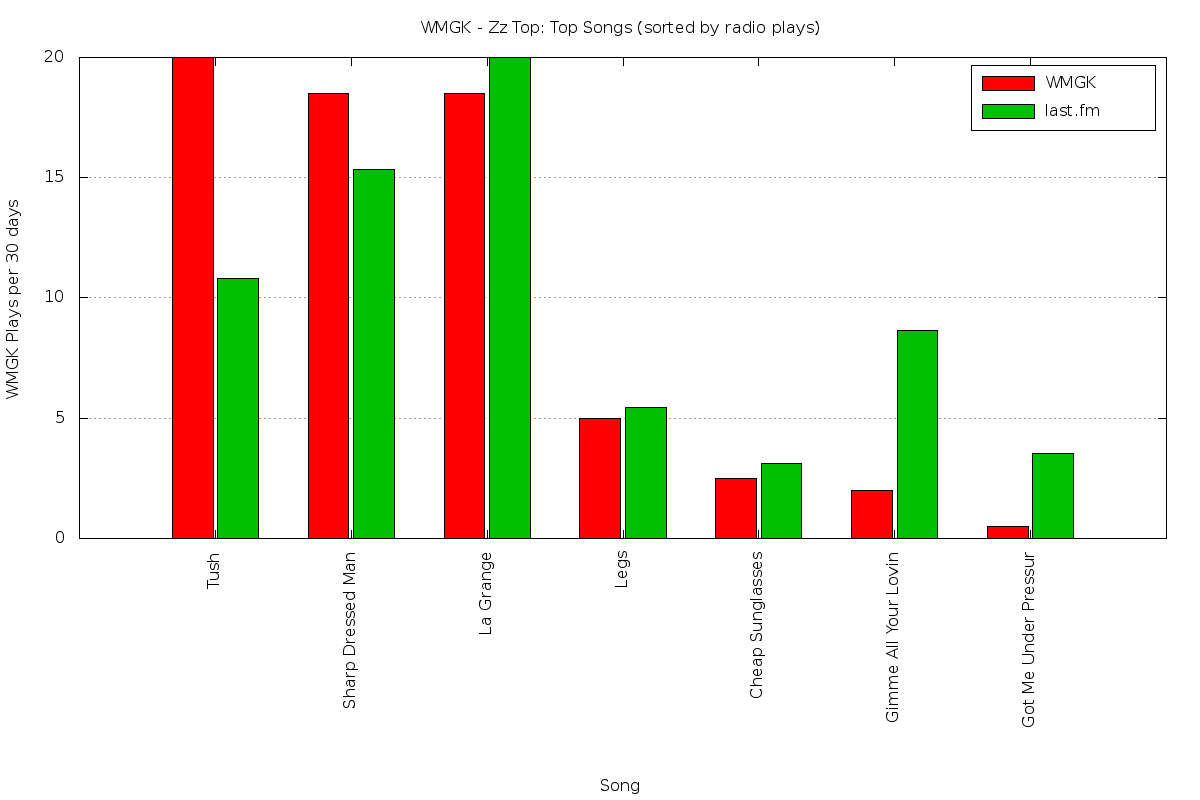 WMGK - Zz Top: Top Songs (sorted by radio plays)
WMGK
last.fm
WMGK Plays per 30 days
20
15
10
5
0
Tush
Sharp Dressed Man
La Grange
Legs
Cheap Sunglasses
Gimme All Your Lovin
Got Me Under Pressur
Song